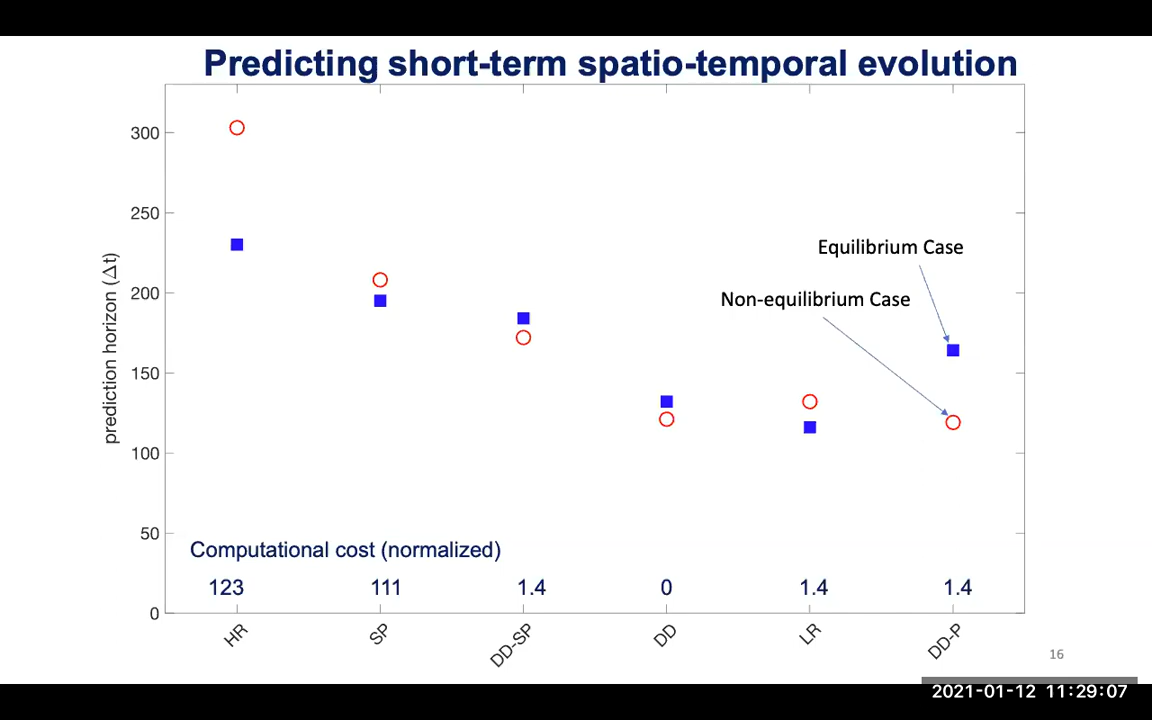 Predicting short-term spatio-temporal evolution
300
250
200
150
100
50
0
prediction horizon (Δt)
Equilibrium Case
Non-equilibrium Case
Computational cost (normalized)
123 111 1.4 0 1.4 1.4
HR SP DD-SP DD LR DD-P
16
2021-01-12 11:29:07